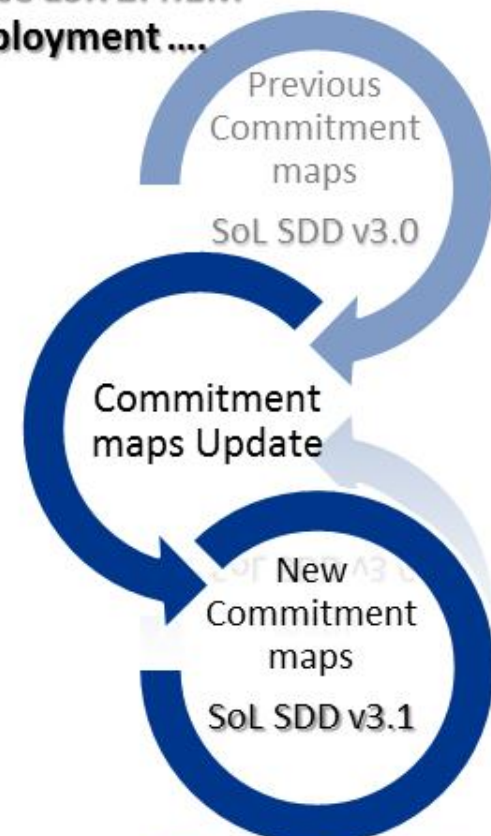 ployment ....
Previous
Commitment
maps
SoL SDD v3.0
Commitment
maps Update
New
Commitment
maps
SoL SDD v3.1